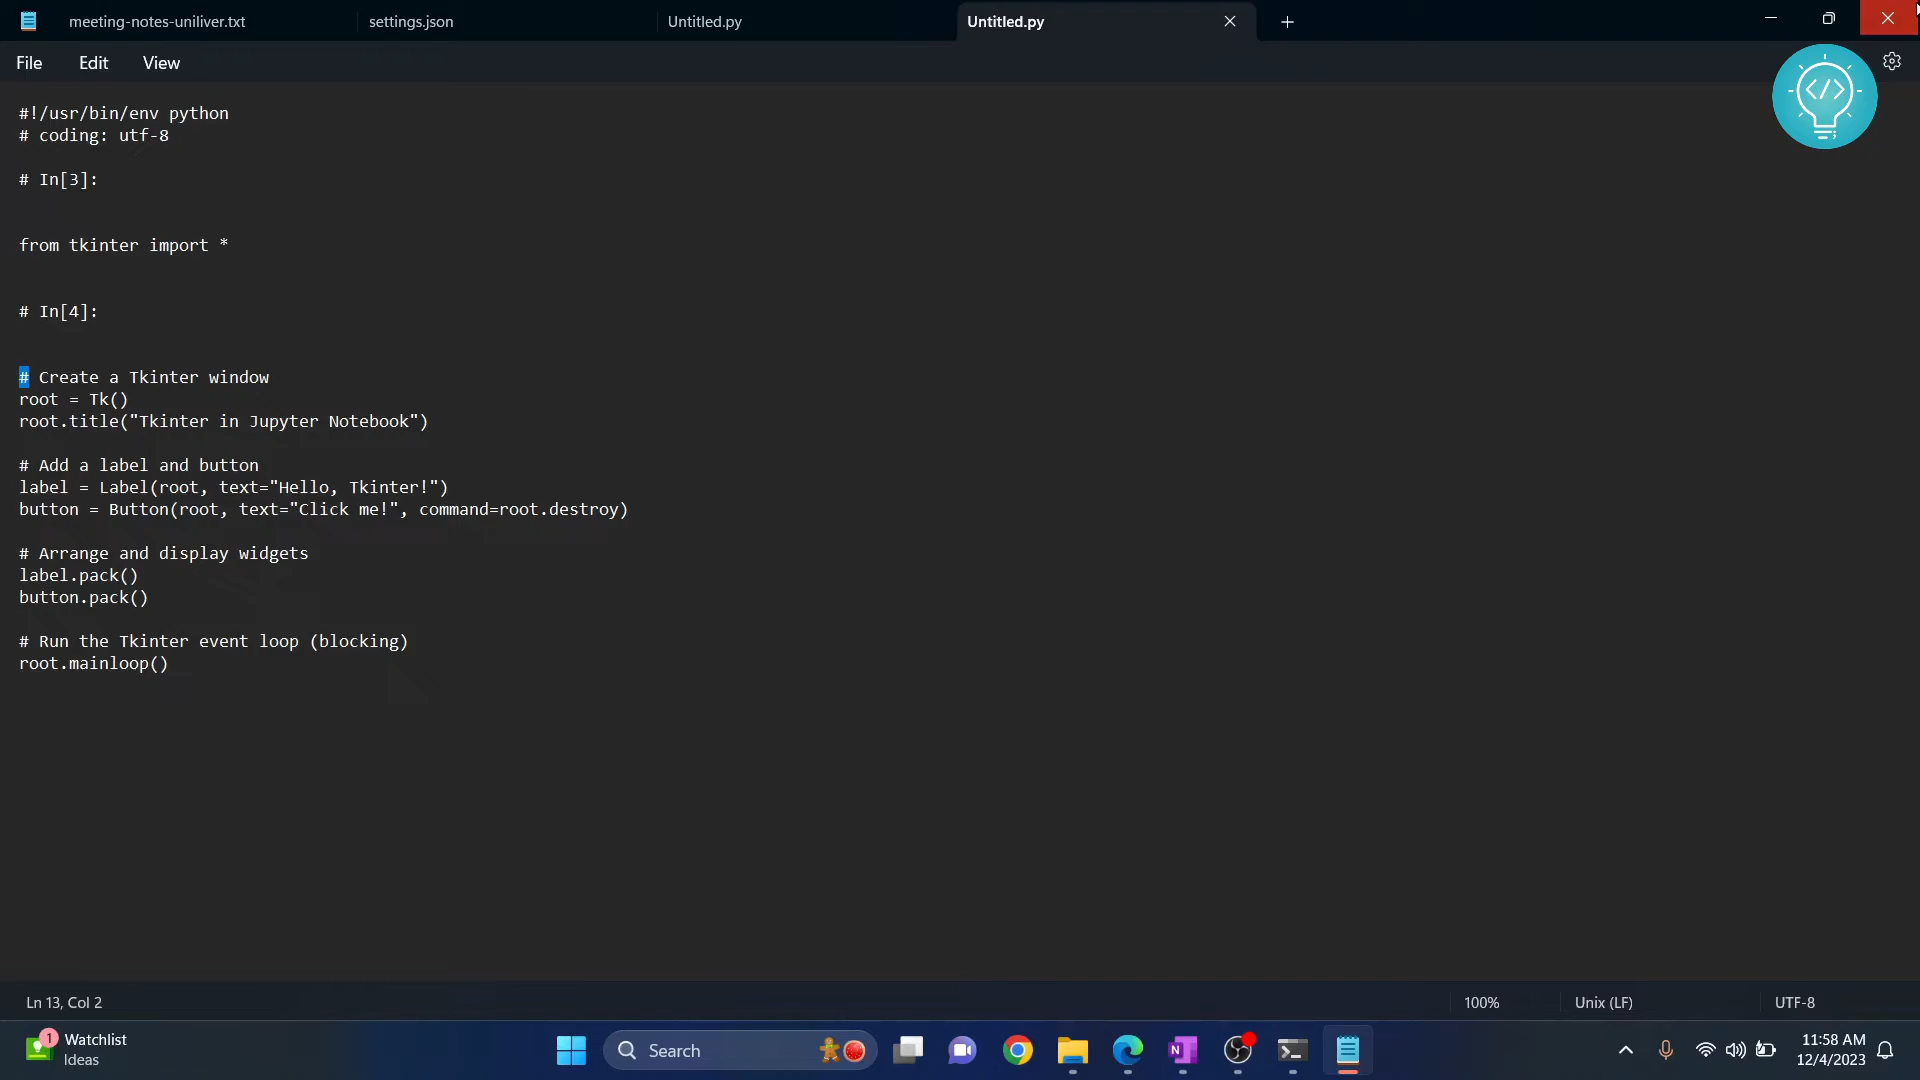 meeting-notes-uniliver.txt
settings.json
Untitled.py
Untitled.py
File
Edit
View
#!/usr/bin/env python
# coding: utf-8
# In[3]:
from tkinter import *
# In[4]:
# Create a Tkinter window
root = Tk()
root.title("Tkinter in Jupyter Notebook")
# Add a label and button
label = Label(root, text="Hello, Tkinter!")
button = Button(root, text="Click me!", command=root.destroy)
# Arrange and display widgets
label.pack()
button.pack()
# Run the Tkinter event loop (blocking)
root.mainloop()
Ln 13, Col 2
100%
Unix (LF)
UTF-8
1
Watchlist
Ideas
Search
N
11:58 AM
12/4/2023